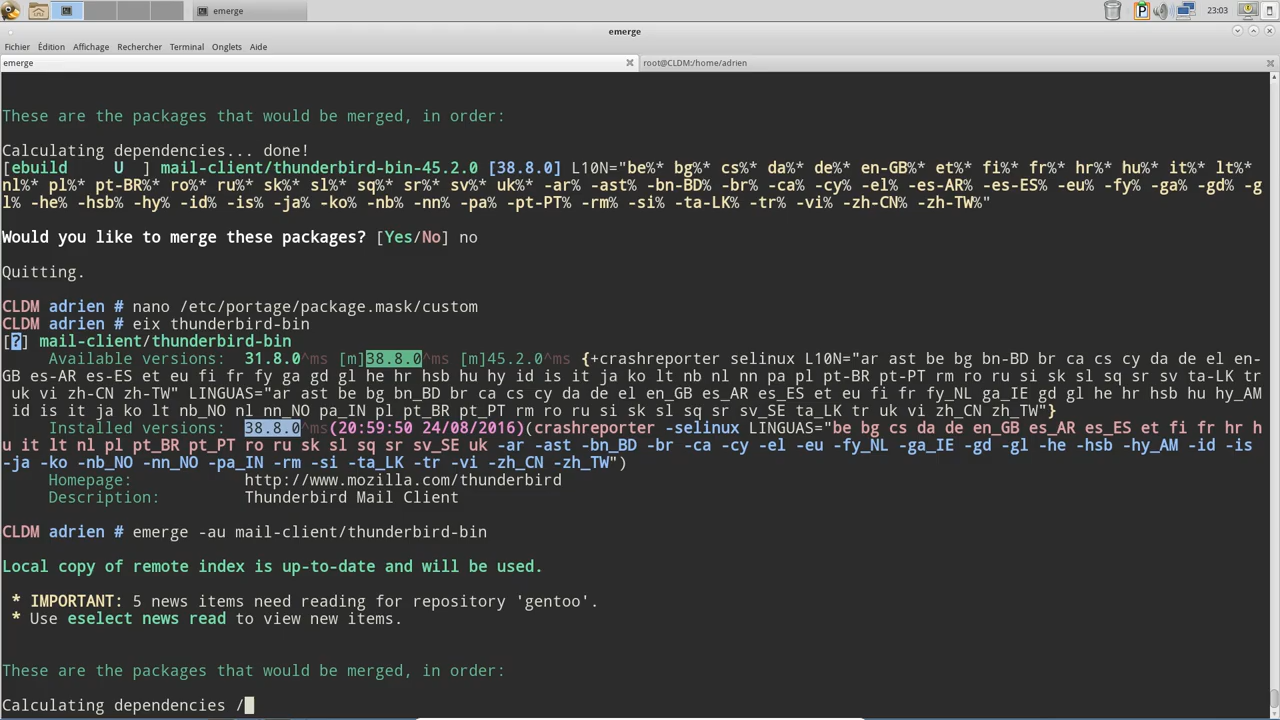 emerge
23:03
emerge
Fichier Édition Affichage Rechercher Terminal Onglets Aide
emerge root@CLDM:/home/adrien
These are the packages that would be merged, in order:
Calculating dependencies... done!
[ebuild     U  ] mail-client/thunderbird-bin-45.2.0 [38.8.0] L10N="be%* bg%* cs%* da%* de%* en-GB%* et%* fi%* fr%* hr%* hu%* it%* lt%*
nl%* pl%* pt-BR%* ro%* ru%* sk%* sl%* sq%* sr%* sv%* uk%* -ar% -ast% -bn-BD% -br% -ca% -cy% -el% -es-AR% -es-ES% -eu% -fy% -ga% -gd% -g
l% -he% -hsb% -hy% -id% -is% -ja% -ko% -nb% -nn% -pa% -pt-PT% -rm% -si% -ta-LK% -tr% -vi% -zh-CN% -zh-TW%"
Would you like to merge these packages? [Yes/No] no
Quitting.
CLDM adrien # nano /etc/portage/package.mask/custom
CLDM adrien # eix thunderbird-bin
[?] mail-client/thunderbird-bin
Available versions:  31.8.0^ms [m]38.8.0^ms [m]45.2.0^ms {+crashreporter selinux L10N="ar ast be bg bn-BD br ca cs cy da de el en-
GB es-AR es-ES et eu fi fr fy ga gd gl he hr hsb hu hy id is it ja ko lt nb nl nn pa pl pt-BR pt-PT rm ro ru si sk sl sq sr sv ta-LK tr
uk vi zh-CN zh-TW" LINGUAS="ar ast be bg bn_BD br ca cs cy da de el en_GB es_AR es_ES et eu fi fr fy_NL ga_IE gd gl he hr hsb hu hy_AM
id is it ja ko lt nb_NO nl nn_NO pa_IN pl pt_BR pt_PT rm ro ru si sk sl sq sr sv_SE ta_LK tr uk vi zh_CN zh_TW"}
Installed versions:  38.8.0^ms(20:59:50 24/08/2016)(crashreporter -selinux LINGUAS="be bg cs da de en_GB es_AR es_ES et fi fr hr h
u it lt nl pl pt_BR pt_PT ro ru sk sl sq sr sv_SE uk -ar -ast -bn_BD -br -ca -cy -el -eu -fy_NL -ga_IE -gd -gl -he -hsb -hy_AM -id -is
-ja -ko -nb_NO -nn_NO -pa_IN -rm -si -ta_LK -tr -vi -zh_CN -zh_TW")
Homepage:            http://www.mozilla.com/thunderbird
Description:         Thunderbird Mail Client
CLDM adrien # emerge -au mail-client/thunderbird-bin
Local copy of remote index is up-to-date and will be used.
* IMPORTANT: 5 news items need reading for repository 'gentoo'.
* Use eselect news read to view new items.
These are the packages that would be merged, in order:
Calculating dependencies /